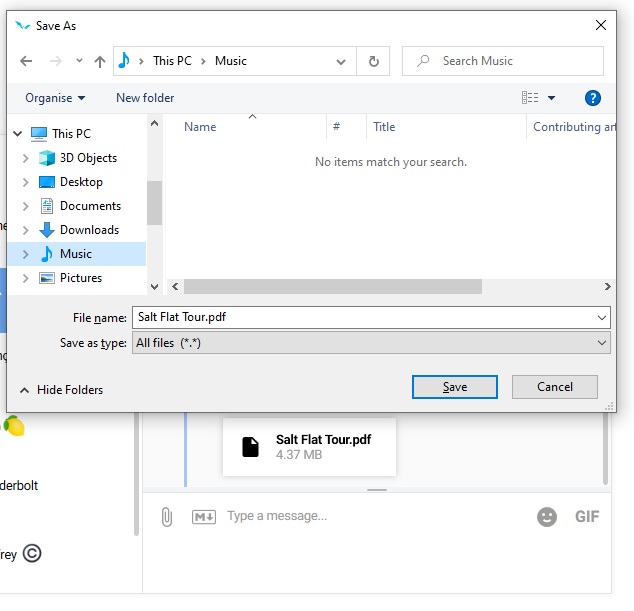 Save As
This PC
Music
Search Music
Organise
New folder
?
This PC
3D Objects
Desktop
Documents
Downloads
Music
Pictures
Name
#
Title
Contributing art
No items match your search.
File name:
Salt Flat Tour.pdf
Save as type:
All files (*.*)
Hide Folders
Save
Cancel
Salt Flat Tour.pdf
4.37 MB
derbolt
M↓
Type a message...
GIF
rey ©